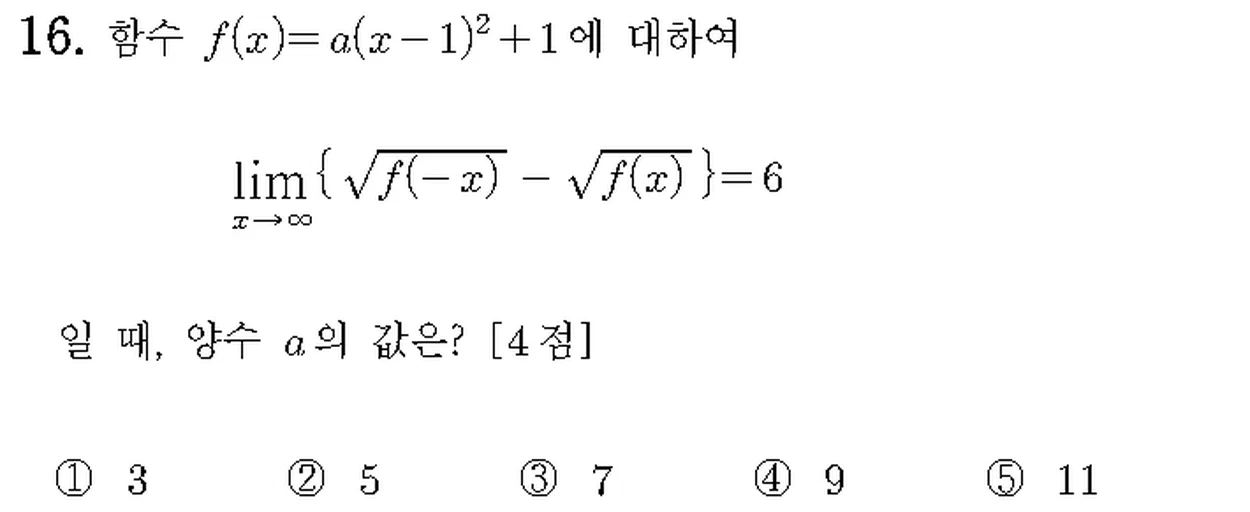 16. 함수 f(x)=a(x-1)²+1에 대하여
lim_{x→∞}{√f(-x) - √f(x)}=6
일 때, 양수 a의 값은? [4점]
① 3 ② 5 ③ 7 ④ 9 ⑤ 11